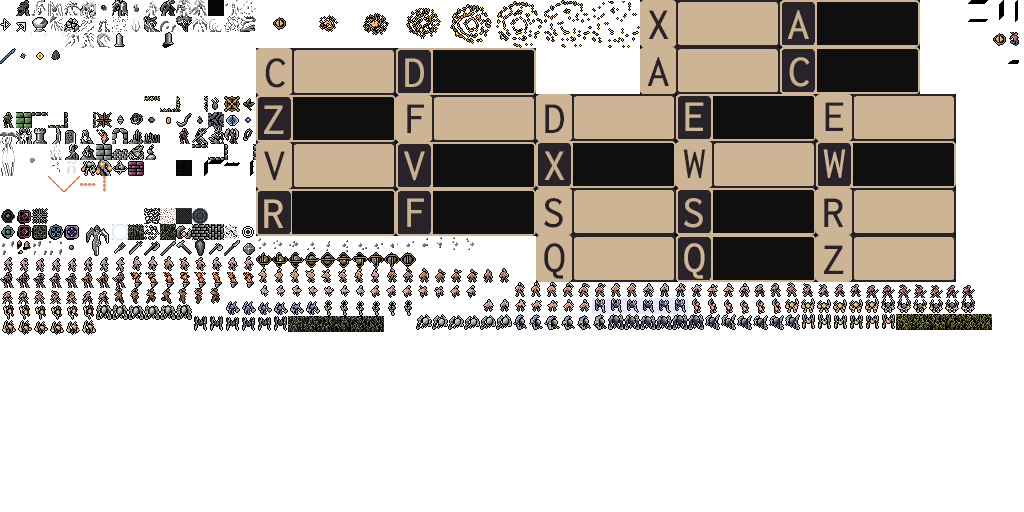 X A
A C
C D
Z F D E E
V V X W W
R F S S R
Q Q Z